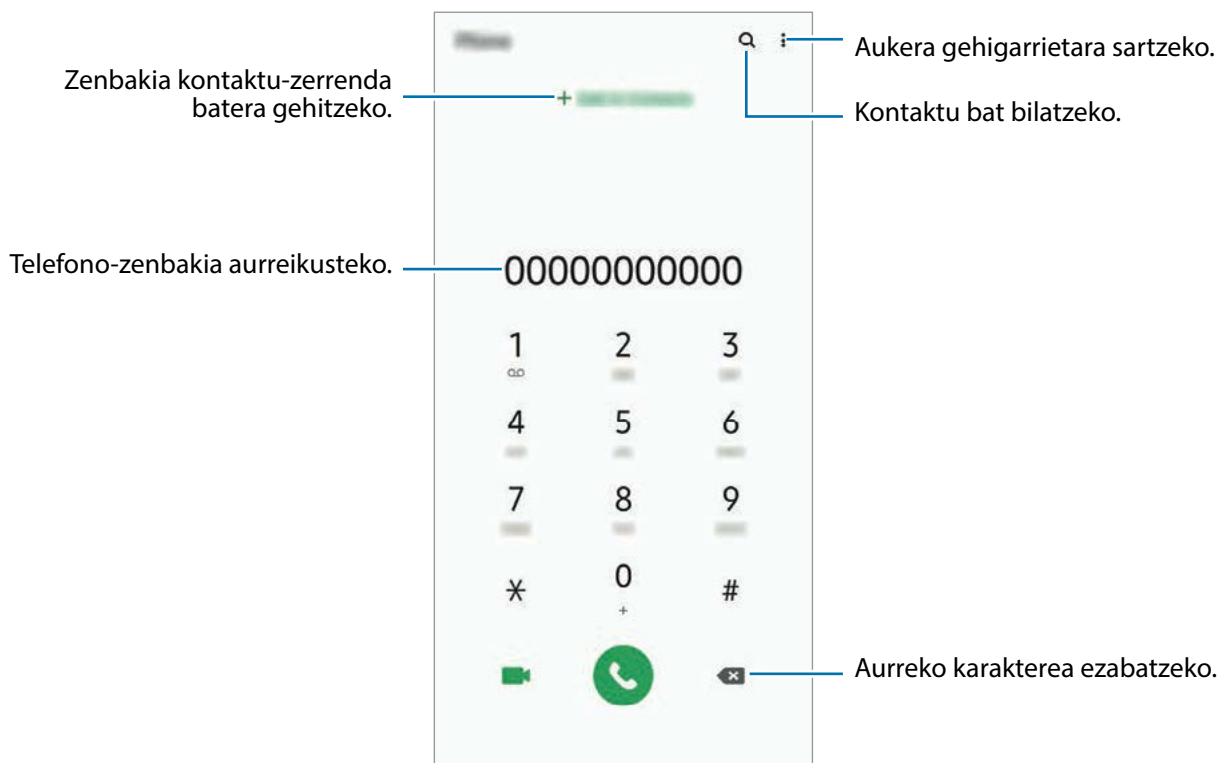 Aukera gehigarrietara sartzeko.
Zenbakia kontaktu-zerrenda
batera gehitzeko.
Kontaktu bat bilatzeko.
Telefono-zenbakia aurreikusteko.
00000000000
1 2 3
4 5 6
7 8 9
* 0 #
+
Aurreko karakterea ezabatzeko.